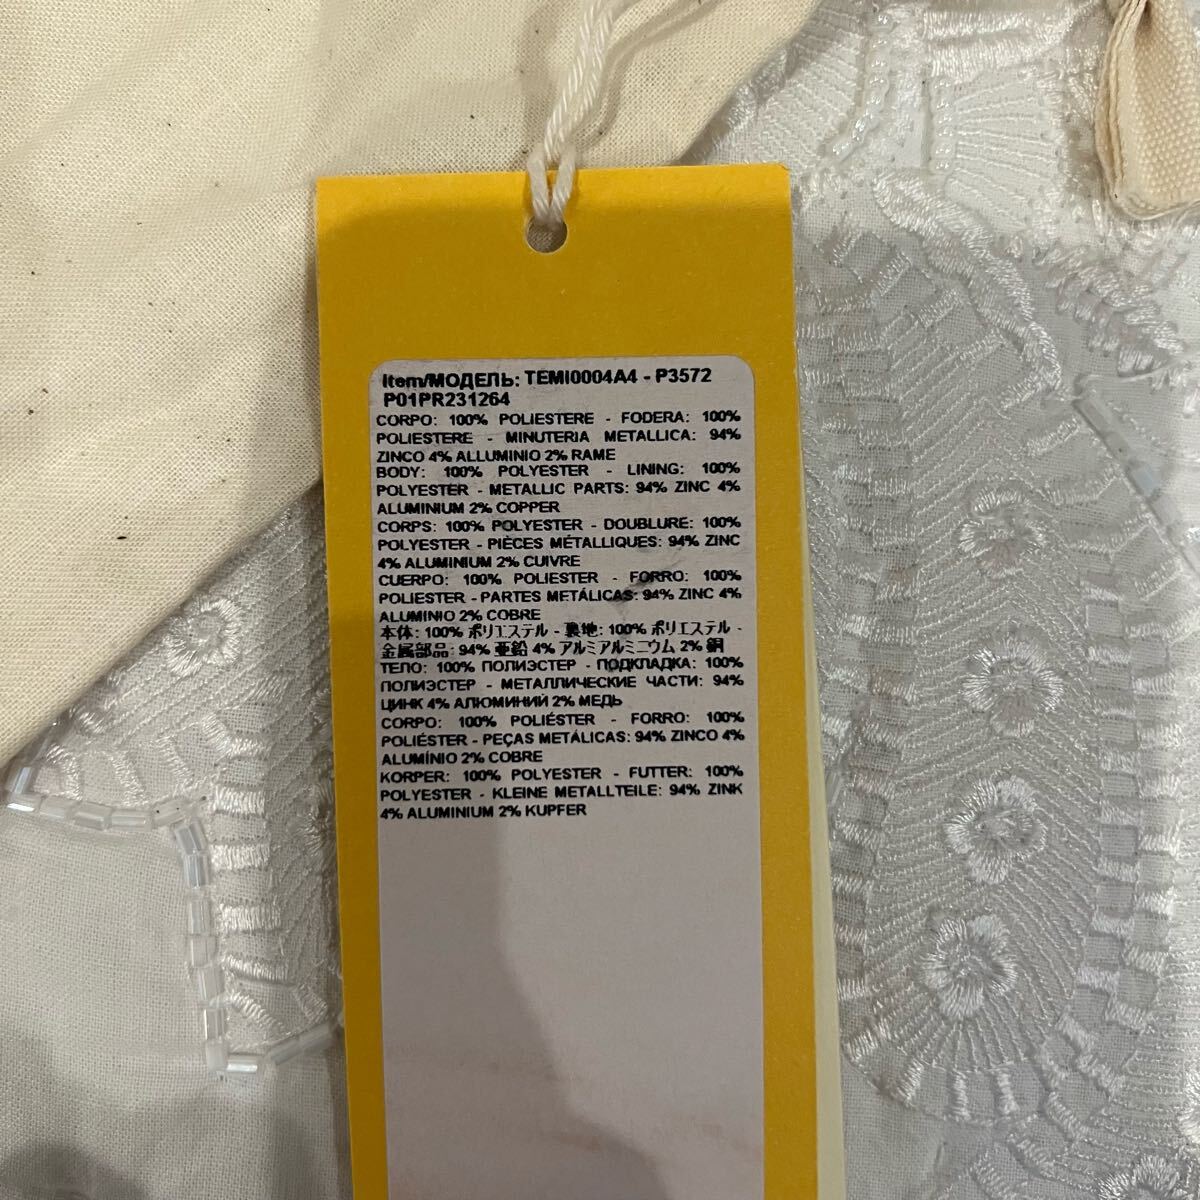 Item/МОДЕЛЬ: TEMI0004A4 - P3572
P01PR231264
CORPO: 100% POLIESTERE - FODERA: 100%
POLIESTERE - MINUTERIA METALLICA: 94%
ZINCO 4% ALLUMINIO 2% RAME
BODY: 100% POLYESTER - LINING: 100%
POLYESTER - METALLIC PARTS: 94% ZINC 4%
ALUMINIUM 2% COPPER
CORPS: 100% POLYESTER - DOUBLURE: 100%
POLYESTER - PIÈCES MÉTALLIQUES: 94% ZINC
4% ALUMINIUM 2% CUIVRE
CUERPO: 100% POLIESTER - FORRO: 100%
POLIESTER - PARTES METÁLICAS: 94% ZINC 4%
ALUMINIO 2% COBRE
本体: 100% ポリエステル - 裏地: 100% ポリエステル -
金属部品: 94% 亜鉛 4% アルミアルミニウム 2% 銅
ТЕЛО: 100% ПОЛИЭСТЕР - ПОДКЛАДКА: 100%
ПОЛИЭСТЕР - МЕТАЛЛИЧЕСКИЕ ЧАСТИ: 94%
ЦИНК 4% АЛЮМИНИЙ 2% МЕДЬ
CORPO: 100% POLIÉSTER - FORRO: 100%
POLIÉSTER - PEÇAS METÁLICAS: 94% ZINCO 4%
ALUMÍNIO 2% COBRE
KORPER: 100% POLYESTER - FUTTER: 100%
POLYESTER - KLEINE METALLTEILE: 94% ZINK
4% ALUMINIUM 2% KUPFER